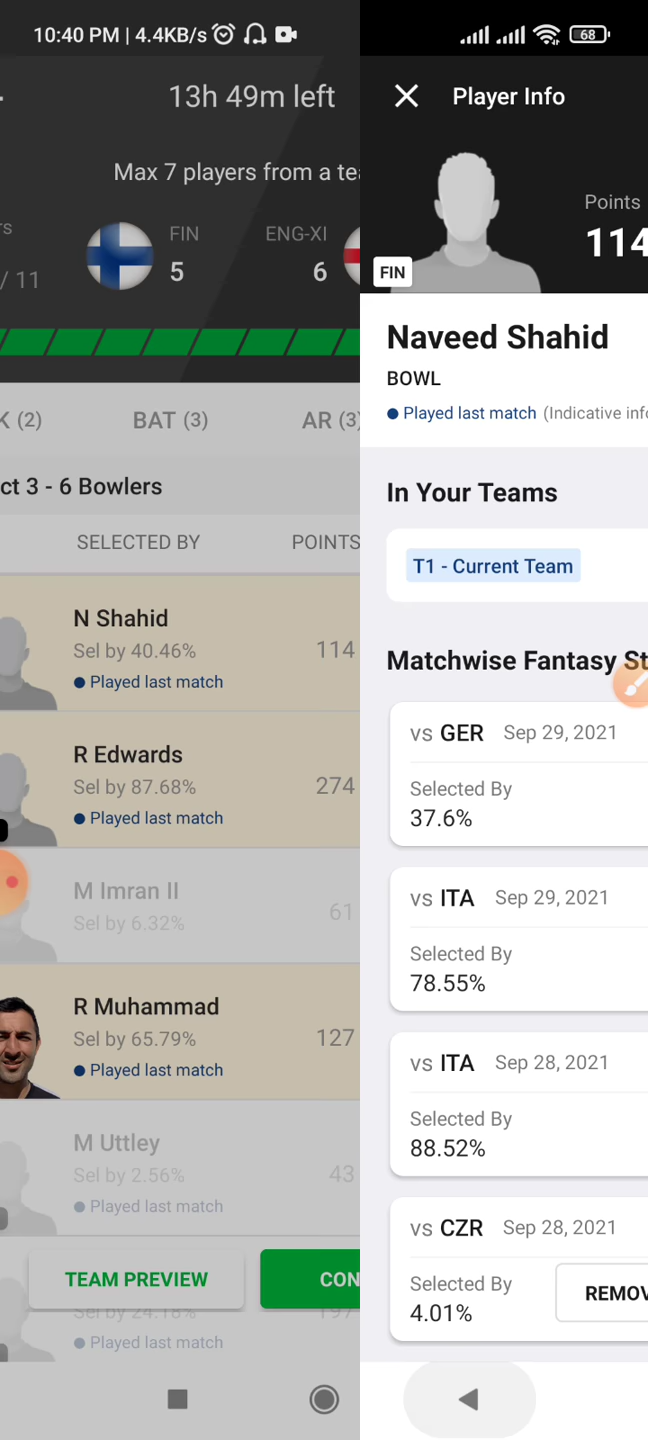 10:40 PM | 4.4KB/s
13h 49m left
Max 7 players from a tea
FIN
5
ENG-XI
6
/ 11
K (2)
BAT (3)
AR (3)
ct 3 - 6 Bowlers
SELECTED BY
POINTS
N Shahid
Sel by 40.46%
114
Played last match
R Edwards
Sel by 87.68%
274
Played last match
M Imran II
Sel by 6.32%
61
R Muhammad
Sel by 65.79%
127
Played last match
M Uttley
Sel by 2.56%
43
Played last match
TEAM PREVIEW
CON
Sel by 24.18%
197
Played last match
68
Player Info
Points
114
FIN
Naveed Shahid
BOWL
Played last match (Indicative info
In Your Teams
T1 - Current Team
Matchwise Fantasy St
vs GER Sep 29, 2021
Selected By
37.6%
vs ITA Sep 29, 2021
Selected By
78.55%
vs ITA Sep 28, 2021
Selected By
88.52%
vs CZR Sep 28, 2021
Selected By
4.01%
REMOV